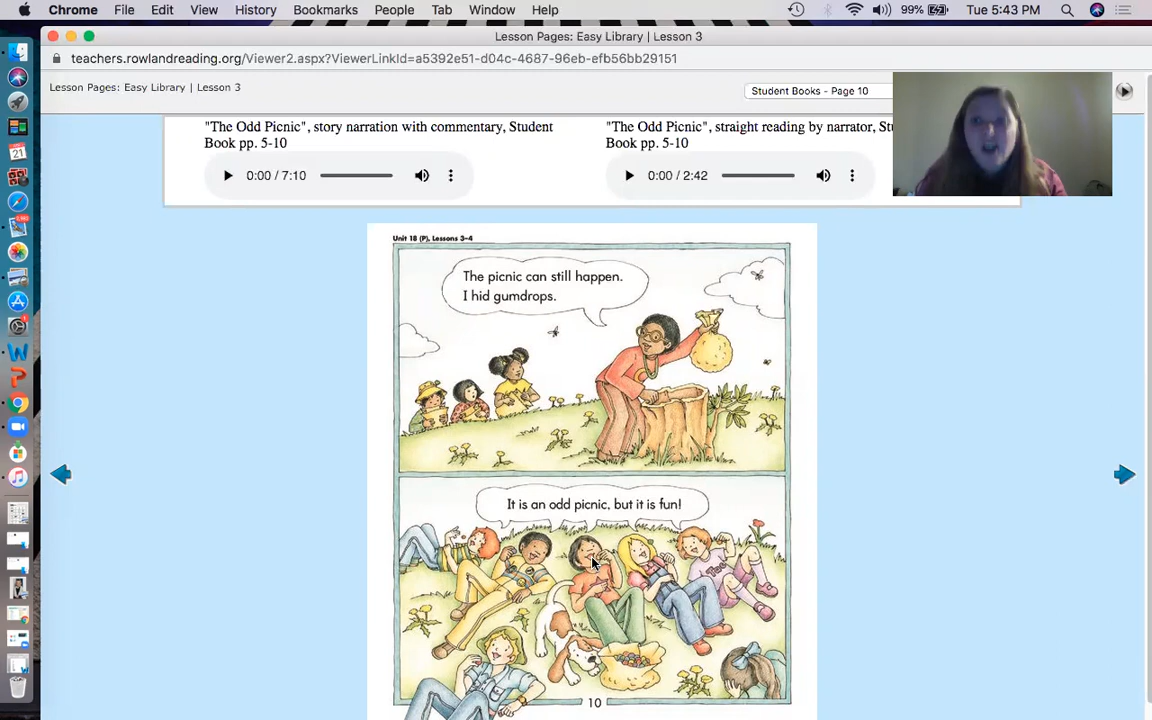 Chrome File Edit View History Bookmarks People Tab Window Help 99% Tue 5:43 PM
Lesson Pages: Easy Library | Lesson 3
teachers.rowlandreading.org/Viewer2.aspx?ViewerLinkId=a5392e51-d04c-4687-96eb-efb56bb29151
Lesson Pages: Easy Library | Lesson 3
Student Books - Page 10
"The Odd Picnic", story narration with commentary, Student
Book pp. 5-10
"The Odd Picnic", straight reading by narrator, Stu
Book pp. 5-10
0:00 / 7:10
0:00 / 2:42
Unit 18 (P), Lessons 3–4
The picnic can still happen.
I hid gumdrops.
It is an odd picnic, but it is fun!
10